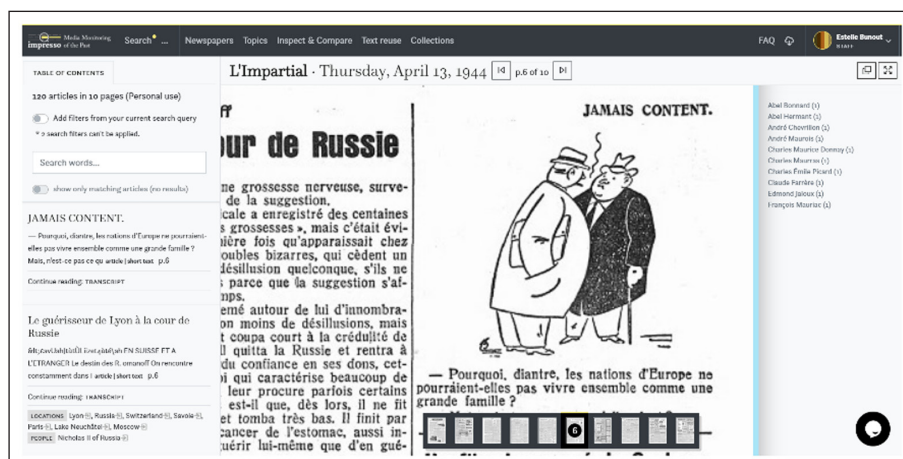 impresso Media Monitoring of the Past
Search ...
Newspapers Topics Inspect & Compare Text reuse Collections
FAQ
Estelle Bunout
STAFF
TABLE OF CONTENTS
120 articles in 10 pages (Personal use)
Add filters from your current search query
* 2 search filters can't be applied.
Search words...
show only matching articles (no results)
JAMAIS CONTENT.
— Pourquoi, diantre, les nations d'Europe ne pourraient-
elles pas vivre ensemble comme une grande famille ?
Mais, n'est-ce pas ce qu article | short text p.6
Continue reading: TRANSCRIPT
Le guérisseur de Lyon à la cour de
Russie
EN SUISSE ET A
L'ETRANGER Le destin des R. omanoff On rencontre
constamment dans l article | short text p.6
Continue reading: TRANSCRIPT
LOCATIONS Lyon, Russia, Switzerland, Savoie,
Paris, Lake Neuchâtel, Moscow
PEOPLE Nicholas II of Russia
L'Impartial · Thursday, April 13, 1944 p.6 of 10
our de Russie
ne grossesse nerveuse, surve-
de la suggestion.
cale a enregistré des centaines
s grossesses », mais c'était évi-
ière fois qu'apparaissait chez
oubles bizarres, qui cèdent un
désillusion quelconque, s'ils ne
parce que la suggestion s'af-
mps.
emé autour de lui d'innombra-
on moins de désillusions, mais
t coupa court à la crédulité de
Il quitta la Russie et rentra à
du confiance en ses dons, cet-
oi qui caractérise beaucoup de
leur procure parfois certains
est-il que, dès lors, il ne fit
et tomba très bas. Il finit par
cancer de l'estomac, aussi in-
uérir lui-même que d'en gué-
JAMAIS CONTENT.
— Pourquoi, diantre, les nations d'Europe ne
pourraient-elles pas vivre ensemble comme une
grande famille ?
6
Abel Bonnard (1)
Abel Hermant (1)
André Chevrillon (1)
André Maurois (1)
Charles Maurice Donnay (1)
Charles Maurras (1)
Charles Émile Picard (1)
Claude Farrère (1)
Edmond Jaloux (1)
François Mauriac (1)